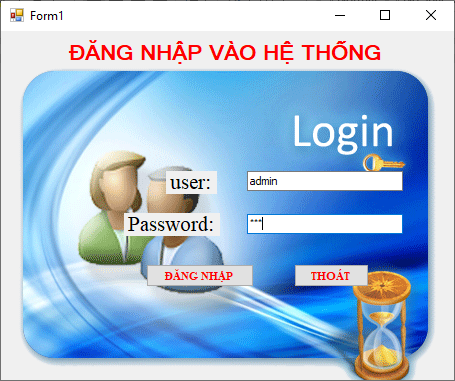 Form1
ĐĂNG NHẬP VÀO HỆ THỐNG
Login
user:
admin
Password:
***
ĐĂNG NHẬP
THOÁT